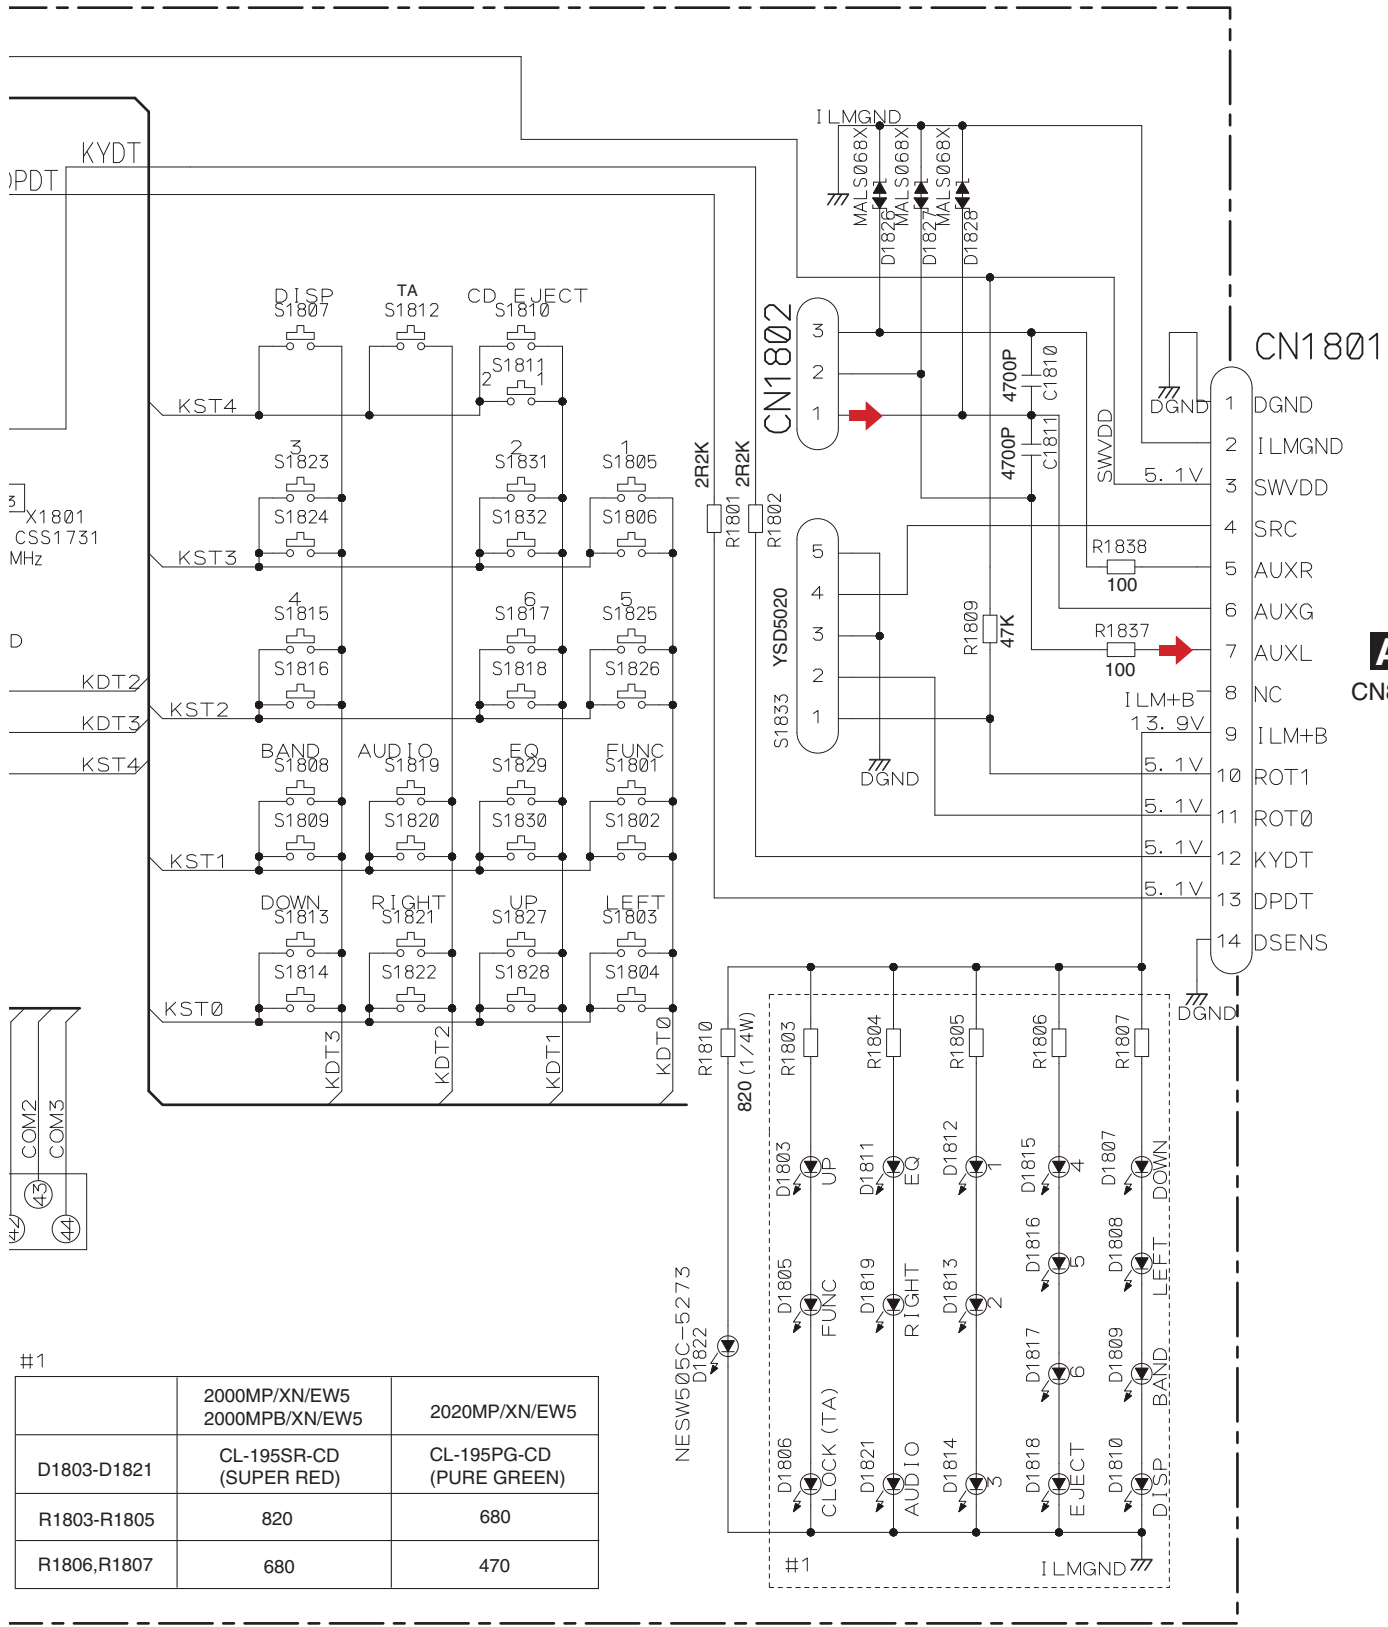 KYDT
DPDT
ILMGND
MALS068X
MALS068X
MALS068X
D1826
D1827
D1828
DISP
S1807
TA
S1812
CD EJECT
S1810
S1811
2
1
KST4
3
S1823
S1824
2
S1831
S1832
1
S1805
S1806
KST3
4
S1815
S1816
6
S1817
S1818
5
S1825
S1826
KST2
BAND
S1808
S1809
AUDIO
S1819
S1820
EQ
S1829
S1830
FUNC
S1801
S1802
KST1
DOWN
S1813
S1814
RIGHT
S1821
S1822
UP
S1827
S1828
LEFT
S1803
S1804
KST0
KDT3
KDT2
KDT1
KDT0
3
X1801
CSS1731
MHz
D
KDT2
KDT3
KST4
COM2
COM3
42
43
44
2R2K
R1801
2R2K
R1802
CN1802
3
2
1
4700P
C1810
4700P
C1811
SWVDD
YSD5020
S1833
5
4
3
2
1
DGND
R1809
47K
R1838
100
R1837
100
DGND
CN1801
1 DGND
2 ILMGND
5.1V 3 SWVDD
4 SRC
5 AUXR
6 AUXG
7 AUXL
8 NC
ILM+B
13.9V 9 ILM+B
5.1V 10 ROT1
5.1V 11 ROT0
5.1V 12 KYDT
5.1V 13 DPDT
14 DSENS
DGND
A
CN8
R1810
820 (1/4W)
R1803
R1804
R1805
R1806
R1807
D1803
UP
D1811
EQ
D1812
1
D1815
4
D1807
DOWN
D1816
5
D1808
LEFT
D1805
FUNC
D1819
RIGHT
D1813
2
D1817
6
D1809
BAND
NESW505C-5273
D1822
D1806
CLOCK (TA)
D1821
AUDIO
D1814
3
D1818
EJECT
D1810
DISP
#1
ILMGND
#1
2000MP/XN/EW5
2000MPB/XN/EW5
2020MP/XN/EW5
D1803-D1821
CL-195SR-CD
(SUPER RED)
CL-195PG-CD
(PURE GREEN)
R1803-R1805 820 680
R1806,R1807 680 470